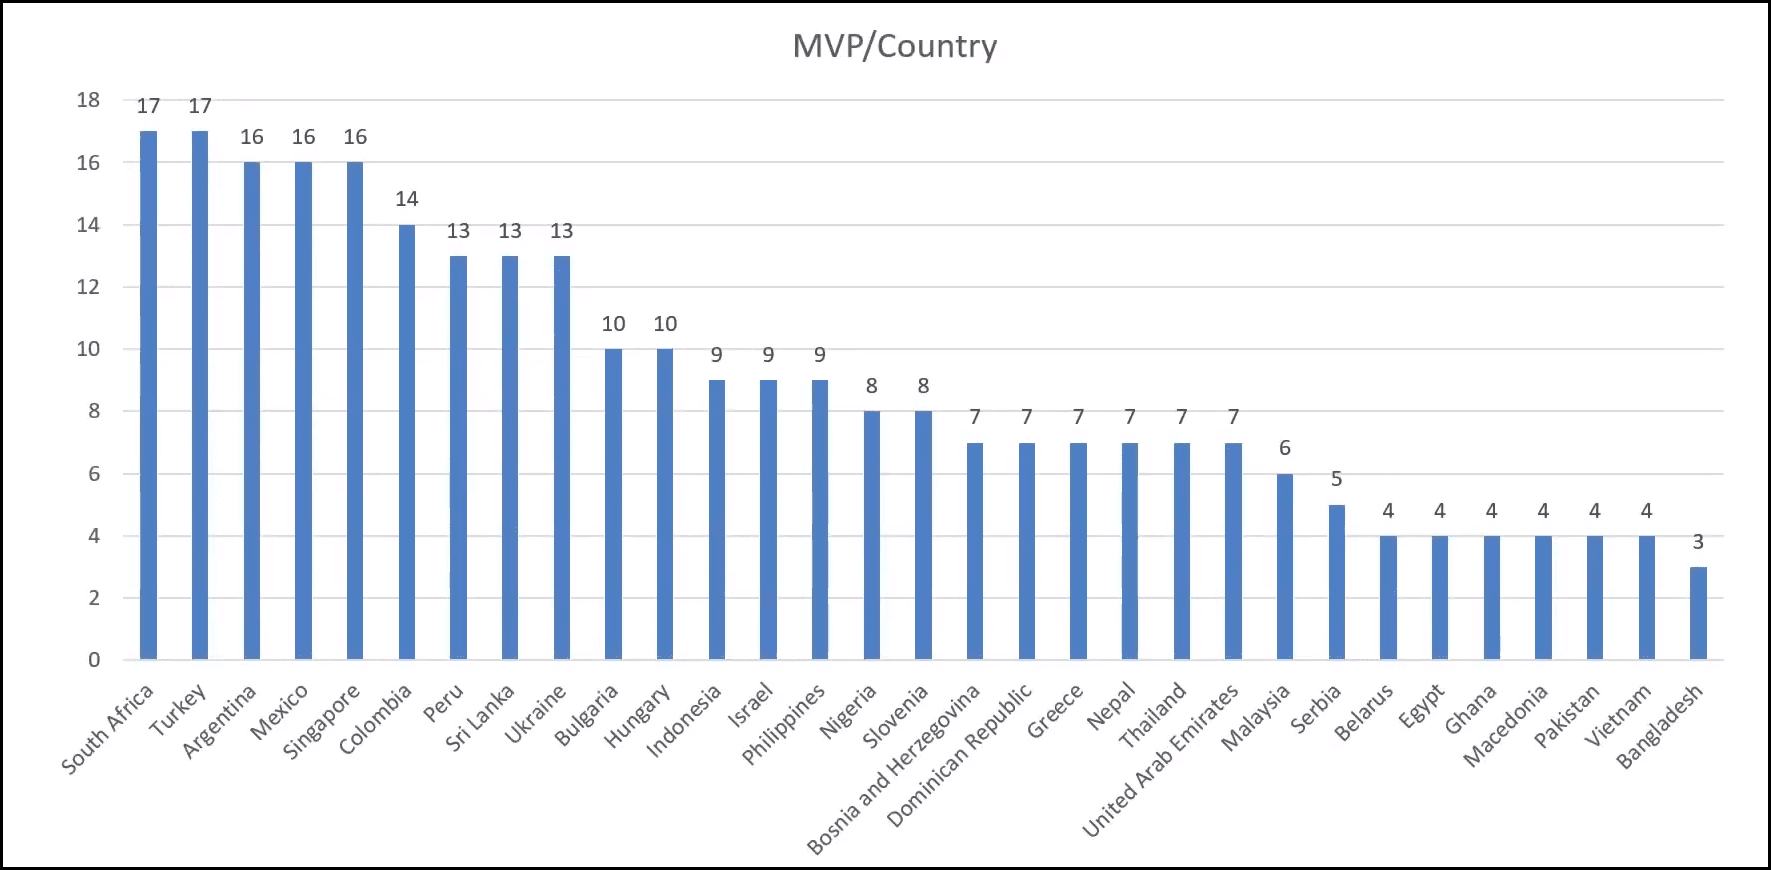 MVP/Country
18
16
14
12
10
8
6
4
2
0
17
17
16
16
16
14
13
13
13
10
10
9
9
9
8
8
7
7
7
7
7
7
6
5
4
4
4
4
4
4
3
South Africa
Turkey
Argentina
Mexico
Singapore
Colombia
Peru
Sri Lanka
Ukraine
Bulgaria
Hungary
Indonesia
Israel
Philippines
Nigeria
Slovenia
Bosnia and Herzegovina
Dominican Republic
Greece
Nepal
Thailand
United Arab Emirates
Malaysia
Serbia
Belarus
Egypt
Ghana
Macedonia
Pakistan
Vietnam
Bangladesh